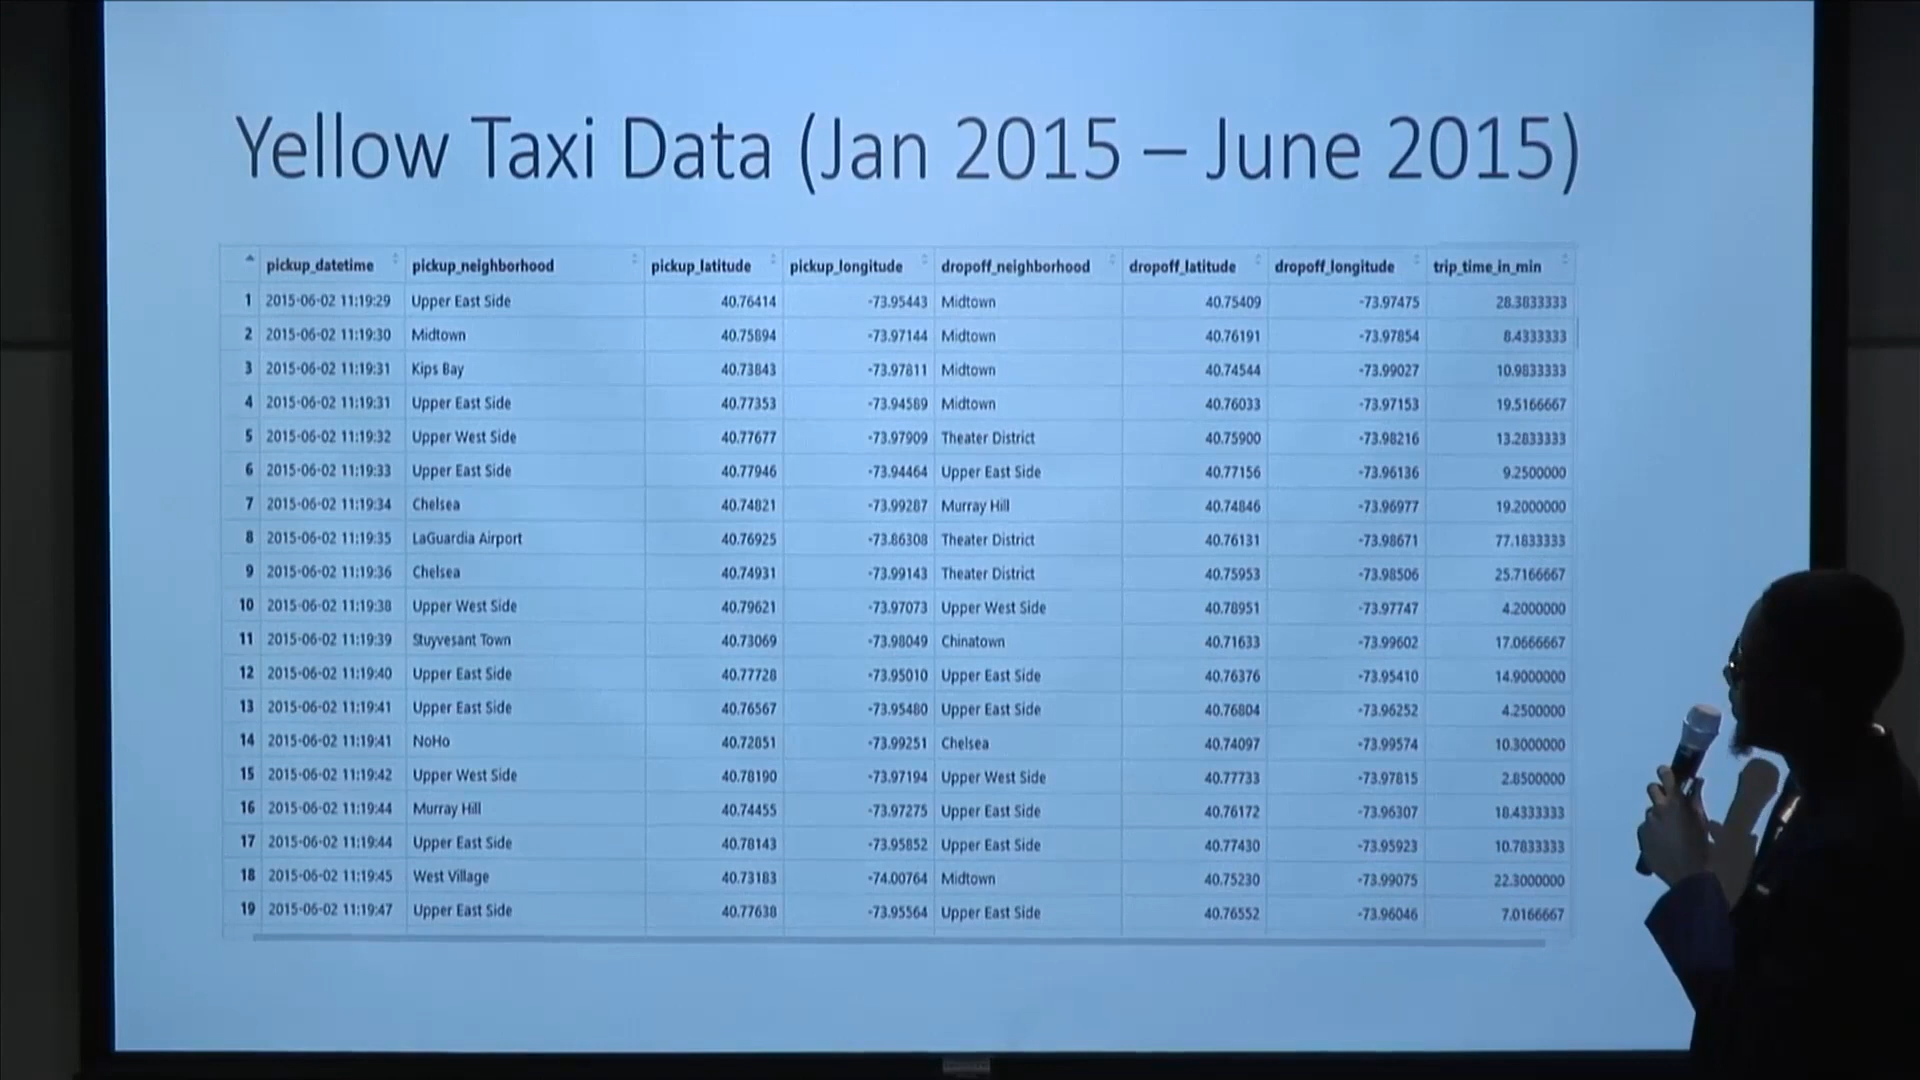 Yellow Taxi Data (Jan 2015 – June 2015)
pickup_datetime pickup_neighborhood pickup_latitude pickup_longitude dropoff_neighborhood dropoff_latitude dropoff_longitude trip_time_in_min
1 2015-06-02 11:19:29 Upper East Side 40.76414 -73.95443 Midtown 40.75409 -73.97475 28.3833333
2 2015-06-02 11:19:30 Midtown 40.75894 -73.97144 Midtown 40.76191 -73.97854 8.4333333
3 2015-06-02 11:19:31 Kips Bay 40.73843 -73.97811 Midtown 40.74544 -73.99027 10.9833333
4 2015-06-02 11:19:31 Upper East Side 40.77353 -73.94589 Midtown 40.76033 -73.97153 19.5166667
5 2015-06-02 11:19:32 Upper West Side 40.77677 -73.97909 Theater District 40.75900 -73.98216 13.2833333
6 2015-06-02 11:19:33 Upper East Side 40.77946 -73.94464 Upper East Side 40.77156 -73.96136 9.2500000
7 2015-06-02 11:19:34 Chelsea 40.74821 -73.99287 Murray Hill 40.74846 -73.96977 19.2000000
8 2015-06-02 11:19:35 LaGuardia Airport 40.76925 -73.86308 Theater District 40.76131 -73.98671 77.1833333
9 2015-06-02 11:19:36 Chelsea 40.74931 -73.99143 Theater District 40.75953 -73.98506 25.7166667
10 2015-06-02 11:19:38 Upper West Side 40.79621 -73.97073 Upper West Side 40.78951 -73.97747 4.2000000
11 2015-06-02 11:19:39 Stuyvesant Town 40.73069 -73.98049 Chinatown 40.71633 -73.99602 17.0666667
12 2015-06-02 11:19:40 Upper East Side 40.77728 -73.95010 Upper East Side 40.76376 -73.95410 14.9000000
13 2015-06-02 11:19:41 Upper East Side 40.76567 -73.95480 Upper East Side 40.76804 -73.96252 4.2500000
14 2015-06-02 11:19:41 NoHo 40.72851 -73.99251 Chelsea 40.74097 -73.99574 10.3000000
15 2015-06-02 11:19:42 Upper West Side 40.78190 -73.97194 Upper West Side 40.77733 -73.97815 2.8500000
16 2015-06-02 11:19:44 Murray Hill 40.74455 -73.97275 Upper East Side 40.76172 -73.96307 18.4333333
17 2015-06-02 11:19:44 Upper East Side 40.78143 -73.95852 Upper East Side 40.77430 -73.95923 10.7833333
18 2015-06-02 11:19:45 West Village 40.73183 -74.00764 Midtown 40.75230 -73.99075 22.3000000
19 2015-06-02 11:19:47 Upper East Side 40.77638 -73.95564 Upper East Side 40.76552 -73.96046 7.0166667